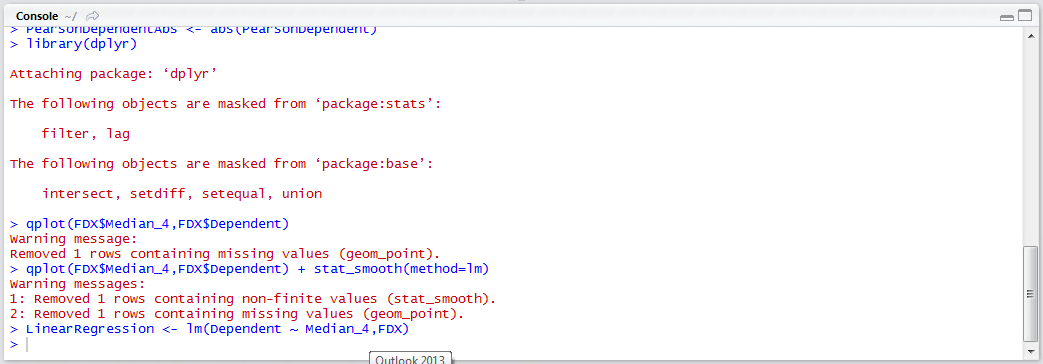 Console ~/
> PearsonDependentAbs <- abs(PearsonDependent)
> library(dplyr)
Attaching package: ‘dplyr’
The following objects are masked from ‘package:stats’:
filter, lag
The following objects are masked from ‘package:base’:
intersect, setdiff, setequal, union
> qplot(FDX$Median_4,FDX$Dependent)
Warning message:
Removed 1 rows containing missing values (geom_point).
> qplot(FDX$Median_4,FDX$Dependent) + stat_smooth(method=lm)
Warning messages:
1: Removed 1 rows containing non-finite values (stat_smooth).
2: Removed 1 rows containing missing values (geom_point).
> LinearRegression <- lm(Dependent ~ Median_4,FDX)
>
Outlook 2013